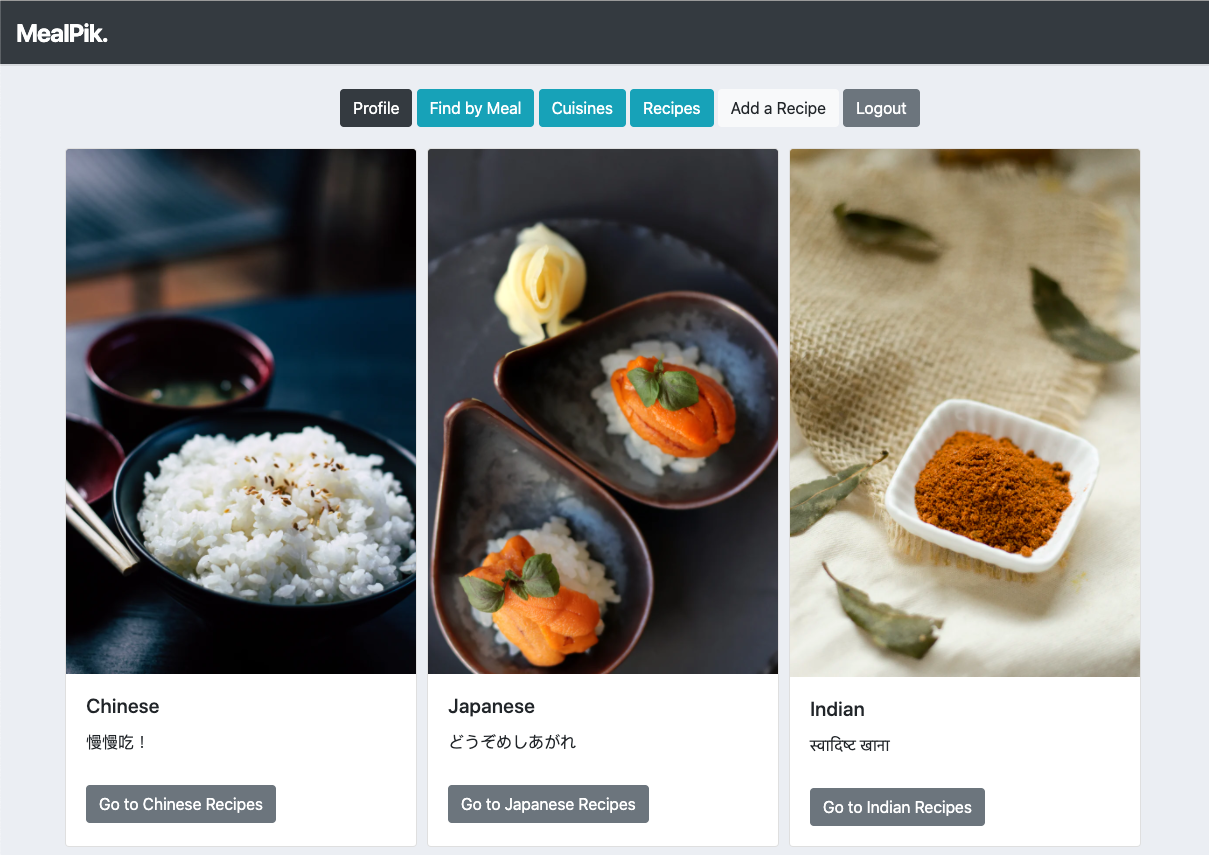 MealPik.
Profile Find by Meal Cuisines Recipes Add a Recipe Logout
Chinese
慢慢吃！
Go to Chinese Recipes
Japanese
どうぞめしあがれ
Go to Japanese Recipes
Indian
स्वादिष्ट खाना
Go to Indian Recipes